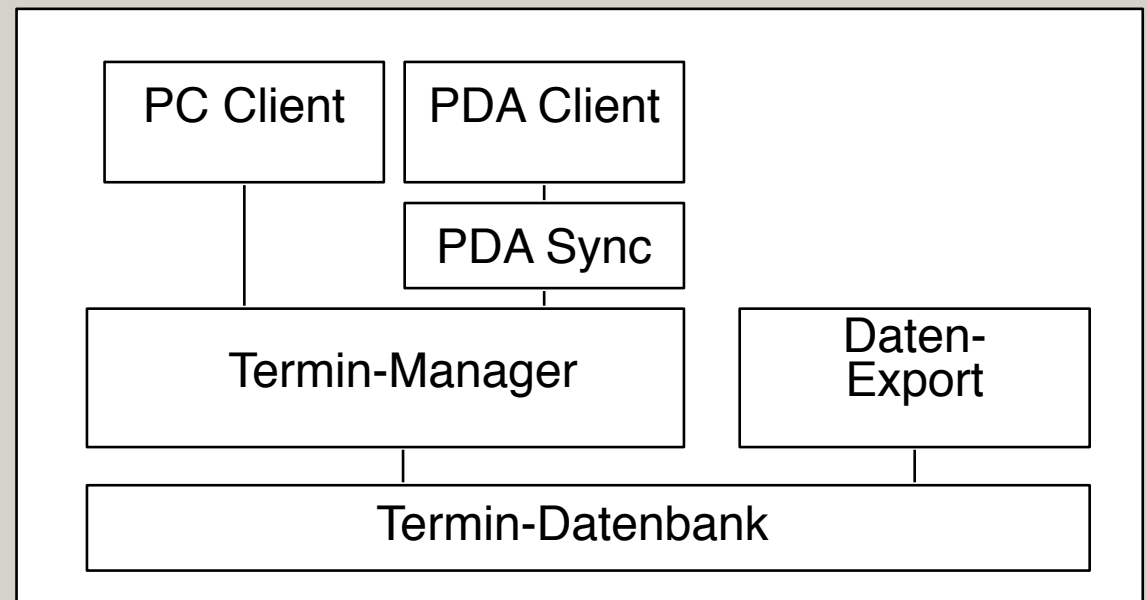 PC Client
PDA Client
PDA Sync
Termin-Manager
Daten-
Export
Termin-Datenbank